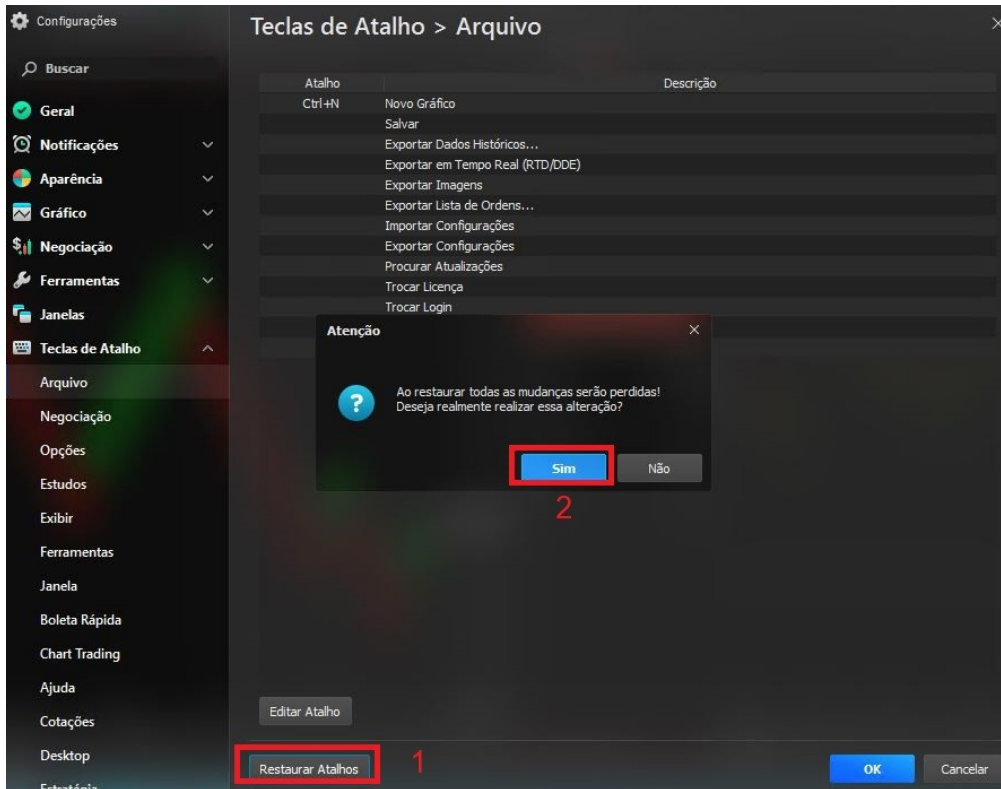 Configurações
Teclas de Atalho > Arquivo
Buscar
Geral
Notificações
Aparência
Gráfico
Negociação
Ferramentas
Janelas
Teclas de Atalho
Arquivo
Negociação
Opções
Estudos
Exibir
Ferramentas
Janela
Boleta Rápida
Chart Trading
Ajuda
Cotações
Desktop
Estratégia
Atalho Descrição
Ctrl+N Novo Gráfico
Salvar
Exportar Dados Históricos...
Exportar em Tempo Real (RTD/DDE)
Exportar Imagens
Exportar Lista de Ordens...
Importar Configurações
Exportar Configurações
Procurar Atualizações
Trocar Licença
Trocar Login
Atenção
Ao restaurar todas as mudanças serão perdidas!
Deseja realmente realizar essa alteração?
Sim Não
2
Editar Atalho
Restaurar Atalhos 1
OK Cancelar